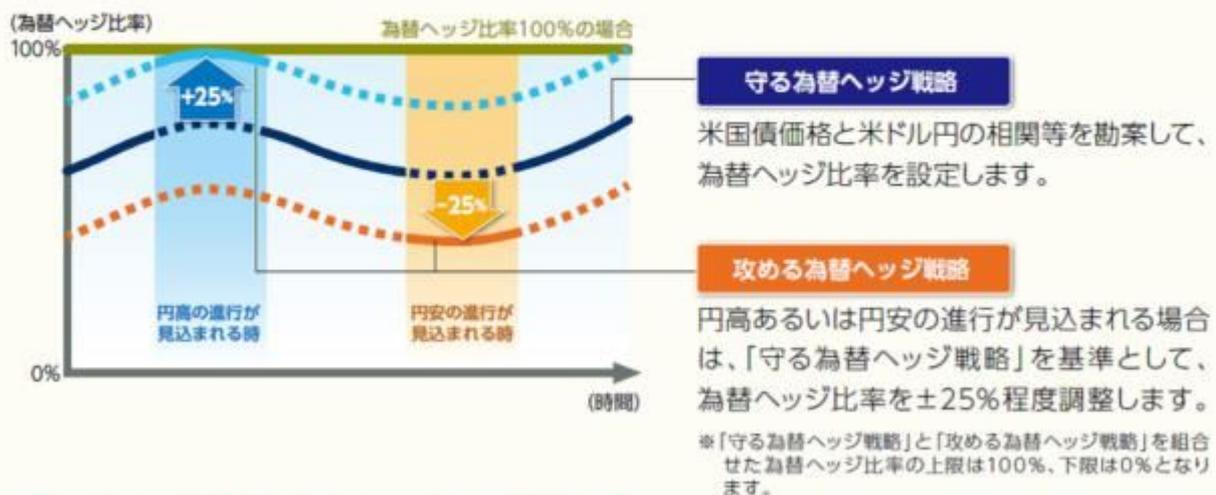 (為替ヘッジ比率)
為替ヘッジ比率100%の場合
100%
+25%
-25%
円高の進行が
見込まれる時
円安の進行が
見込まれる時
0%
(時間)
守る為替ヘッジ戦略
米国債価格と米ドル円の相関等を勘案して、
為替ヘッジ比率を設定します。
攻める為替ヘッジ戦略
円高あるいは円安の進行が見込まれる場合
は、「守る為替ヘッジ戦略」を基準として、
為替ヘッジ比率を±25%程度調整します。
※「守る為替ヘッジ戦略」と「攻める為替ヘッジ戦略」を組合
せた為替ヘッジ比率の上限は100%、下限は0%となり
ます。